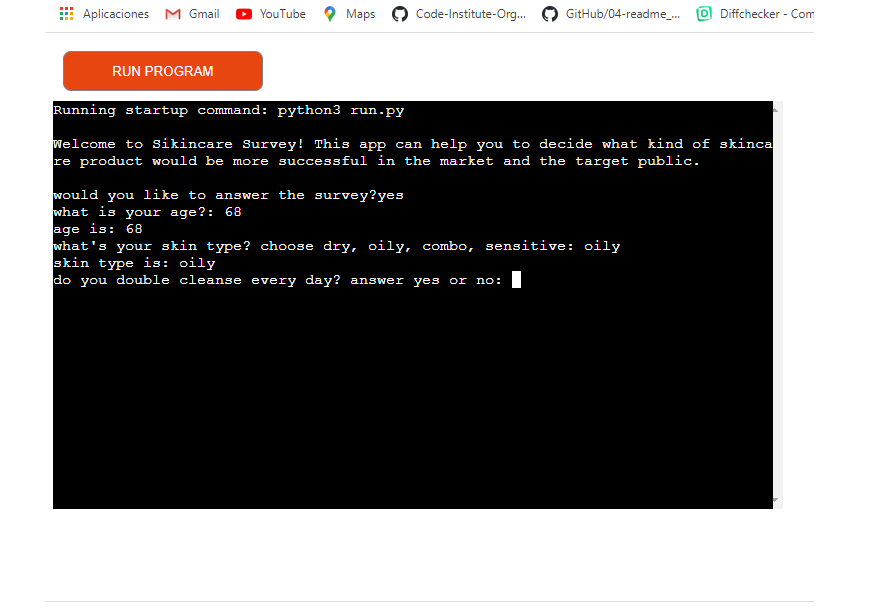 Aplicaciones Gmail YouTube Maps Code-Institute-Org... GitHub/04-readme_... Diffchecker - Com
RUN PROGRAM
Running startup command: python3 run.py
Welcome to Sikincare Survey! This app can help you to decide what kind of skinca
re product would be more successful in the market and the target public.
would you like to answer the survey?yes
what is your age?: 68
age is: 68
what's your skin type? choose dry, oily, combo, sensitive: oily
skin type is: oily
do you double cleanse every day? answer yes or no: